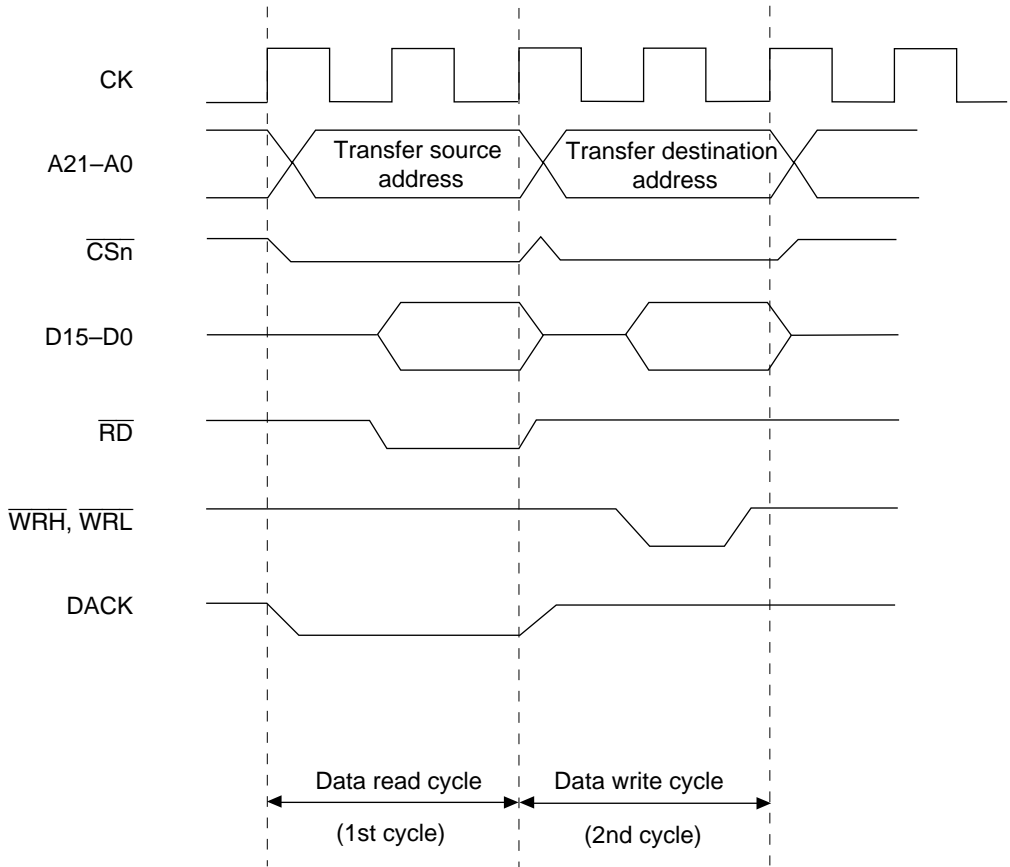 CK
A21–A0
Transfer source
address
Transfer destination
address
CSn
D15–D0
RD
WRH, WRL
DACK
Data read cycle
(1st cycle)
Data write cycle
(2nd cycle)